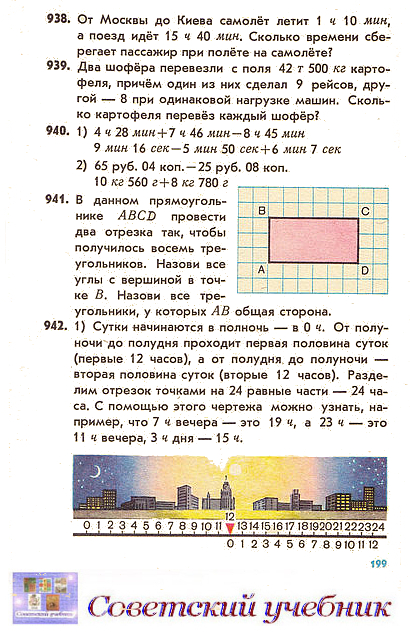 938. От Москвы до Киева самолёт летит 1 ч 10 мин,
а поезд идёт 15 ч 40 мин. Сколько времени сбе-
регает пассажир при полёте на самолёте?
939. Два шофёра перевезли с поля 42 т 500 кг карто-
феля, причём один из них сделал 9 рейсов, дру-
гой — 8 при одинаковой нагрузке машин. Сколь-
ко картофеля перевёз каждый шофёр?
940. 1) 4 ч 28 мин+7 ч 46 мин−8 ч 45 мин
9 мин 16 сек−5 мин 50 сек+6 мин 7 сек
2) 65 руб. 04 коп.−25 руб. 08 коп.
10 кг 560 г+8 кг 780 г
941. В данном прямоуголь-
нике ABCD провести
два отрезка так, чтобы
получилось восемь тре-
угольников. Назови все
углы с вершиной в точ-
ке B. Назови все тре-
угольники, у которых AB общая сторона.
B C
A D
942. 1) Сутки начинаются в полночь — в 0 ч. От полу-
ночи до полудня проходит первая половина суток
(первые 12 часов), а от полудня до полуночи —
вторая половина суток (вторые 12 часов). Разде-
лим отрезок точками на 24 равные части — 24 ча-
са. С помощью этого чертежа можно узнать, на-
пример, что 7 ч вечера — это 19 ч, а 23 ч — это
11 ч вечера, 3 ч дня — 15 ч.
12
0 1 2 3 4 5 6 7 8 9 10 11 13 14 15 16 17 18 19 20 21 22 23 24
0 1 2 3 4 5 6 7 8 9 10 11 12
199
Советский учебник